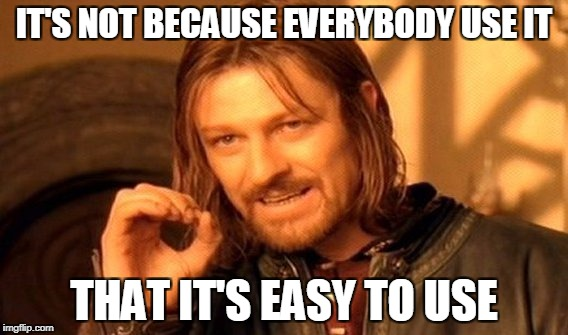 IT'S NOT BECAUSE EVERYBODY USE IT
THAT IT'S EASY TO USE
imgflip.com